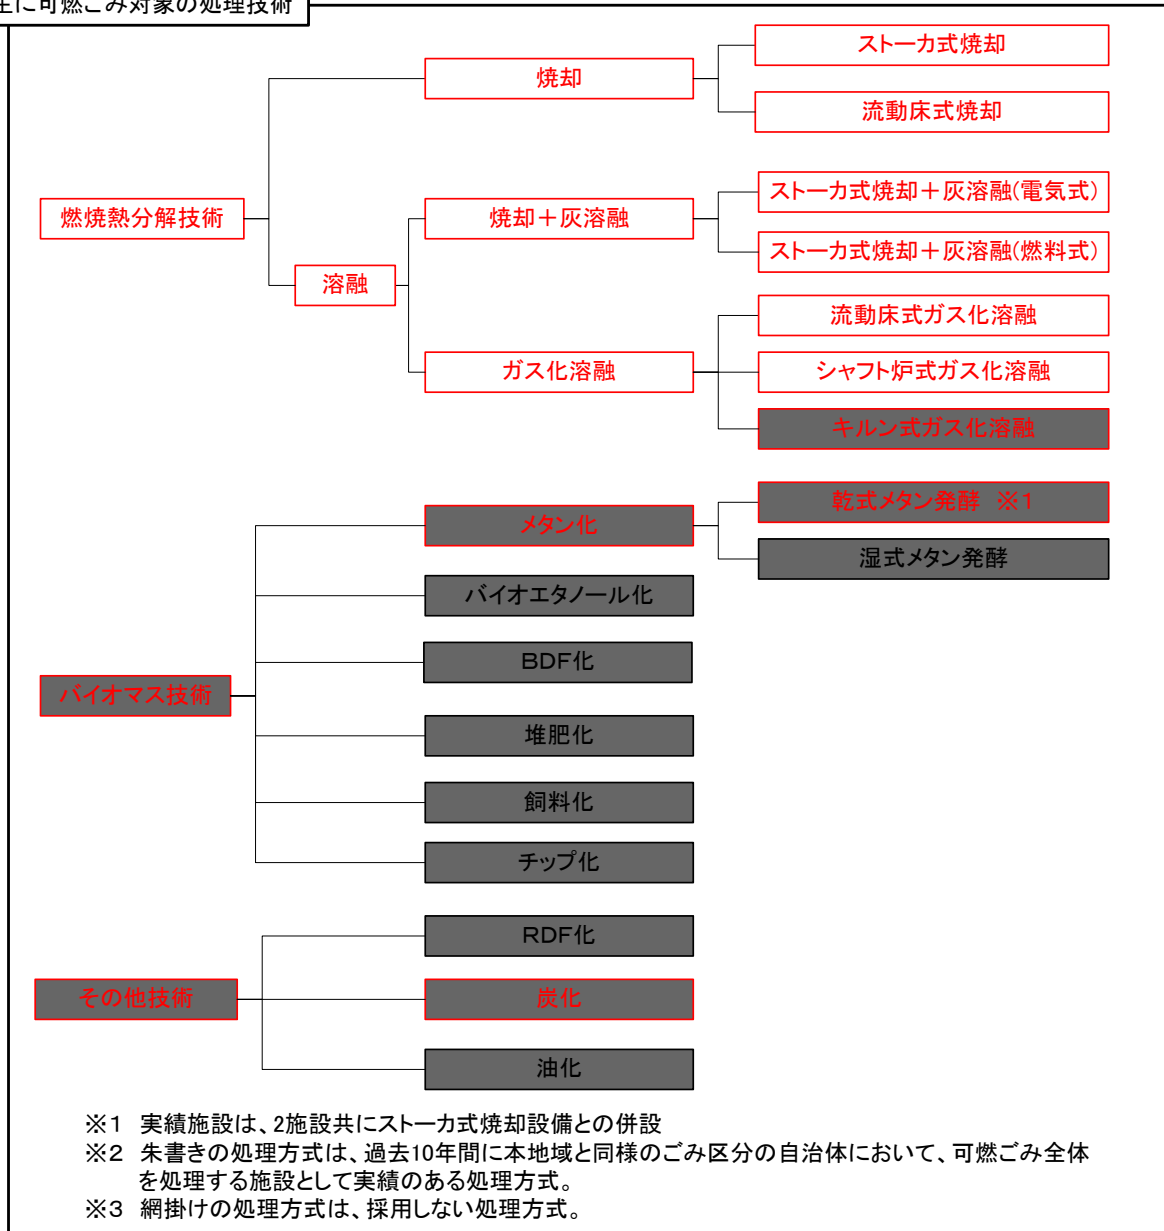 主に可燃ごみ対象の処理技術
ストーカ式焼却
焼却
流動床式焼却
ストーカ式焼却＋灰溶融(電気式)
燃焼熱分解技術
焼却＋灰溶融
ストーカ式焼却＋灰溶融(燃料式)
溶融
流動床式ガス化溶融
ガス化溶融
シャフト炉式ガス化溶融
キルン式ガス化溶融
乾式メタン発酵　※１
メタン化
湿式メタン発酵
バイオエタノール化
ＢＤＦ化
バイオマス技術
堆肥化
飼料化
チップ化
ＲＤＦ化
その他技術
炭化
油化
※１　実績施設は、2施設共にストーカ式焼却設備との併設
※２　朱書きの処理方式は、過去10年間に本地域と同様のごみ区分の自治体において、可燃ごみ全体
を処理する施設として実績のある処理方式。
※３　網掛けの処理方式は、採用しない処理方式。